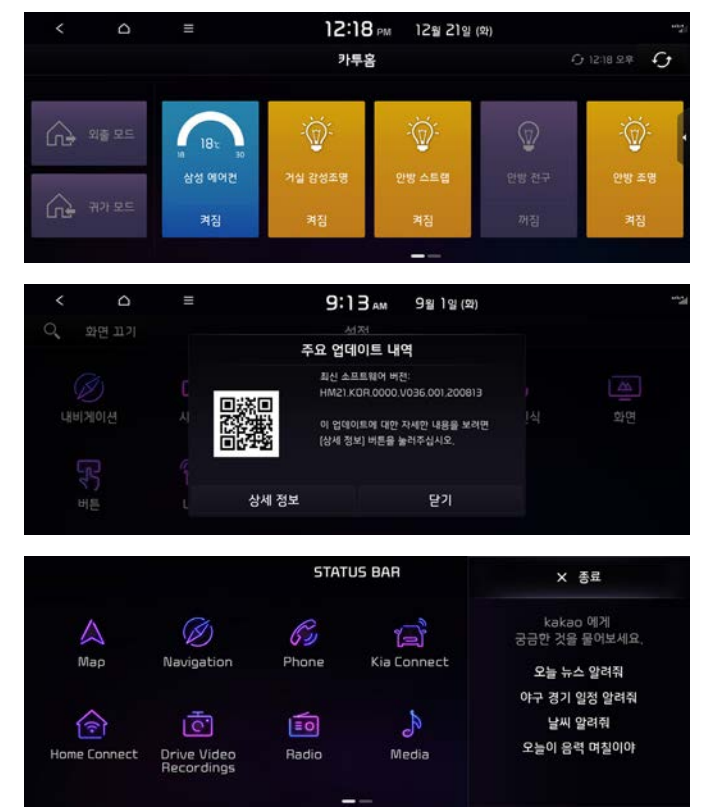 12:18 PM 12월 21일 (화)
카투홈
12:18 오후
외출 모드
귀가 모드
18℃
18 30
삼성 에어컨
켜짐
거실 감성조명
켜짐
안방 스트랩
켜짐
안방 전구
꺼짐
안방 조명
켜짐
9:13 AM 9월 1일 (화)
화면 끄기
설정
주요 업데이트 내역
최신 소프트웨어 버전:
HM21.KOR.0000.V036.001.200813
이 업데이트에 대한 자세한 내용을 보려면
[상세 정보] 버튼을 눌러주십시오.
상세 정보
닫기
내비게이션
화면
버튼
STATUS BAR
Map
Navigation
Phone
Kia Connect
Home Connect
Drive Video
Recordings
Radio
Media
× 종료
kakao 에게
궁금한 것을 물어보세요.
오늘 뉴스 알려줘
야구 경기 일정 알려줘
날씨 알려줘
오늘이 음력 며칠이야